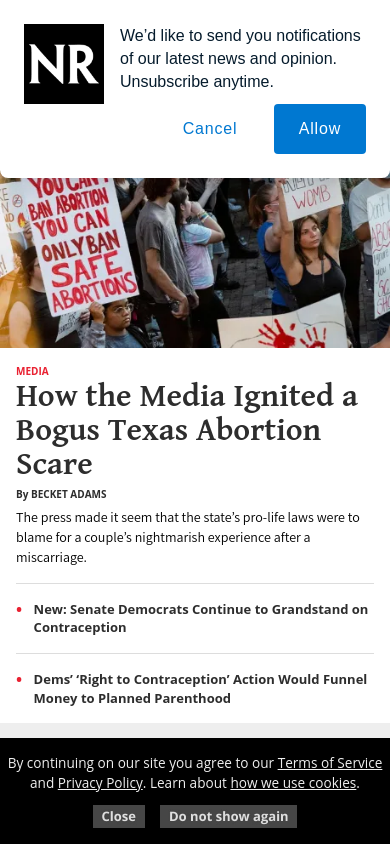 NR
We’d like to send you notifications
of our latest news and opinion.
Unsubscribe anytime.
Cancel
Allow
YOU CAN'T
BAN ABORTION
YOU CAN
ONLY BAN
SAFE
ABORTIONS
WOMB
MEDIA
How the Media Ignited a
Bogus Texas Abortion
Scare
By BECKET ADAMS
The press made it seem that the state’s pro-life laws were to
blame for a couple’s nightmarish experience after a
miscarriage.
• New: Senate Democrats Continue to Grandstand on
Contraception
• Dems’ ‘Right to Contraception’ Action Would Funnel
Money to Planned Parenthood
By continuing on our site you agree to our Terms of Service
and Privacy Policy. Learn about how we use cookies.
Close
Do not show again